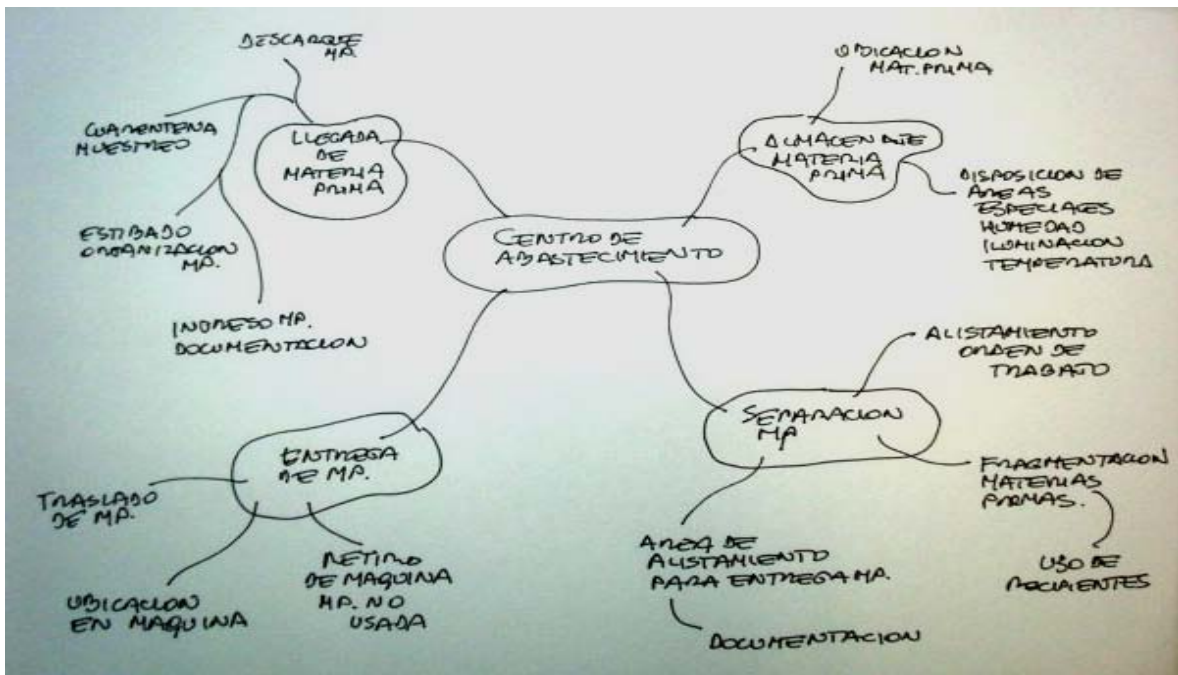 DESCARQUE
MP.
CUARENTENA
MUESTREO
LLEGADA
DE
MATERIA
PRIMA
ESTIBADO
ORGANIZACION
MP.
INGRESO MP.
DOCUMENTACION
UBICACION
MAT. PRIMA
MATERIA
PRIMA
DISPOSICION DE
AREAS
ESPECIALES
HUMEDAD
ILUMINACION
TEMPERATURA
CENTRO DE
ABASTECIMIENTO
ENTREGA
DE MP.
TRASLADO
DE MP.
UBICACION
EN MAQUINA
RETIRO
DE MAQUINA
MP. NO
USADA
SEPARACION
MP
ALISTAMIENTO
ORDEN DE
TRABAJO
FRAGMENTACION
MATERIAS
PRIMAS.
USO DE
RECIPIENTES
AREA DE
ALISTAMIENTO
PARA ENTREGA MP.
DOCUMENTACION